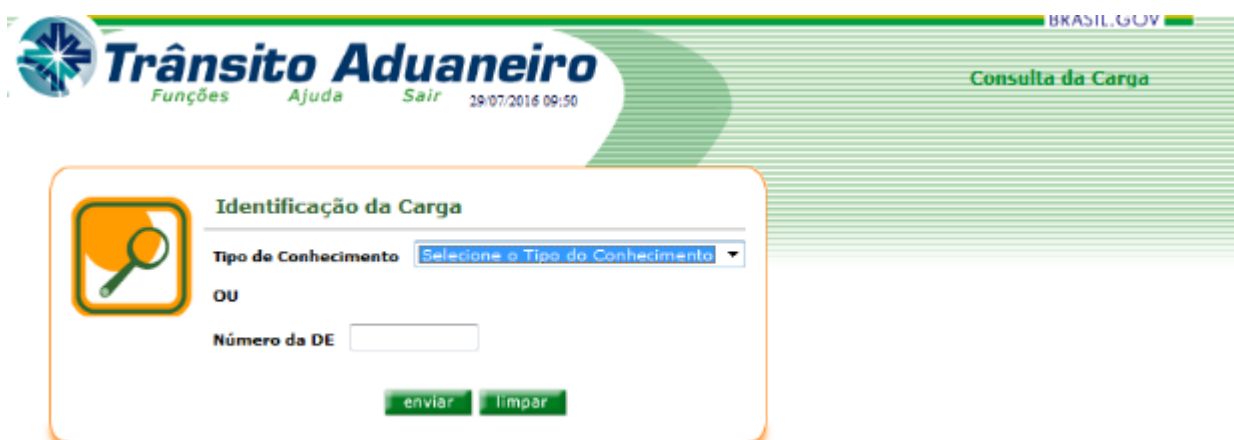 BRASIL.GOV
Trânsito Aduaneiro
Consulta da Carga
Funções Ajuda Sair 29/07/2016 09:50
Identificação da Carga
Tipo de Conhecimento Selecione o Tipo do Conhecimento
OU
Número da DE
enviar limpar